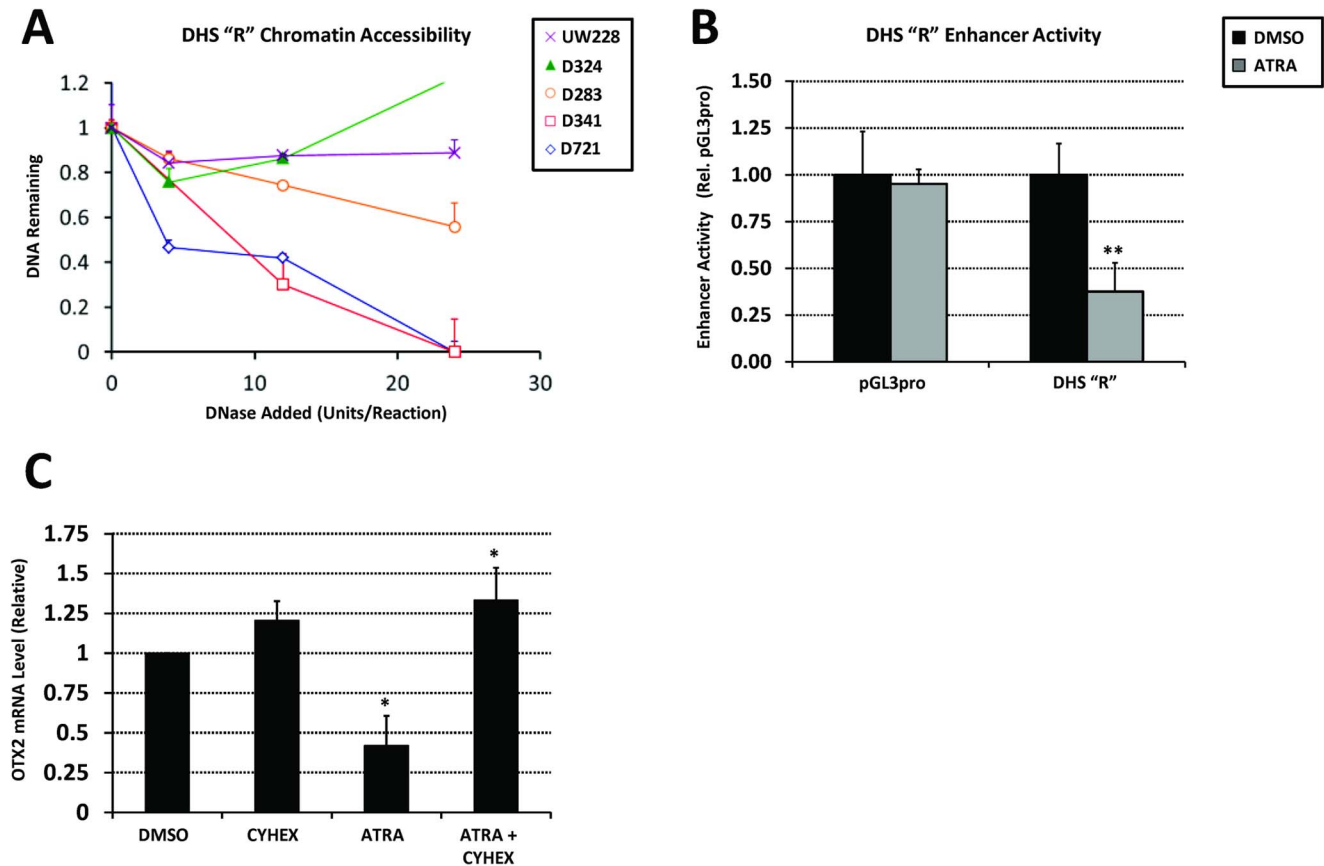 A
DHS “R” Chromatin Accessibility
UW228
D324
D283
D341
D721
DNA Remaining
1.2
1
0.8
0.6
0.4
0.2
0
0
10
20
30
DNase Added (Units/Reaction)
B
DHS “R” Enhancer Activity
DMSO
ATRA
Enhancer Activity (Rel. pGL3pro)
1.50
1.25
1.00
0.75
0.50
0.25
0.00
**
pGL3pro
DHS “R”
C
OTX2 mRNA Level (Relative)
1.75
1.5
1.25
1
0.75
0.5
0.25
0
*
*
DMSO
CYHEX
ATRA
ATRA +
CYHEX